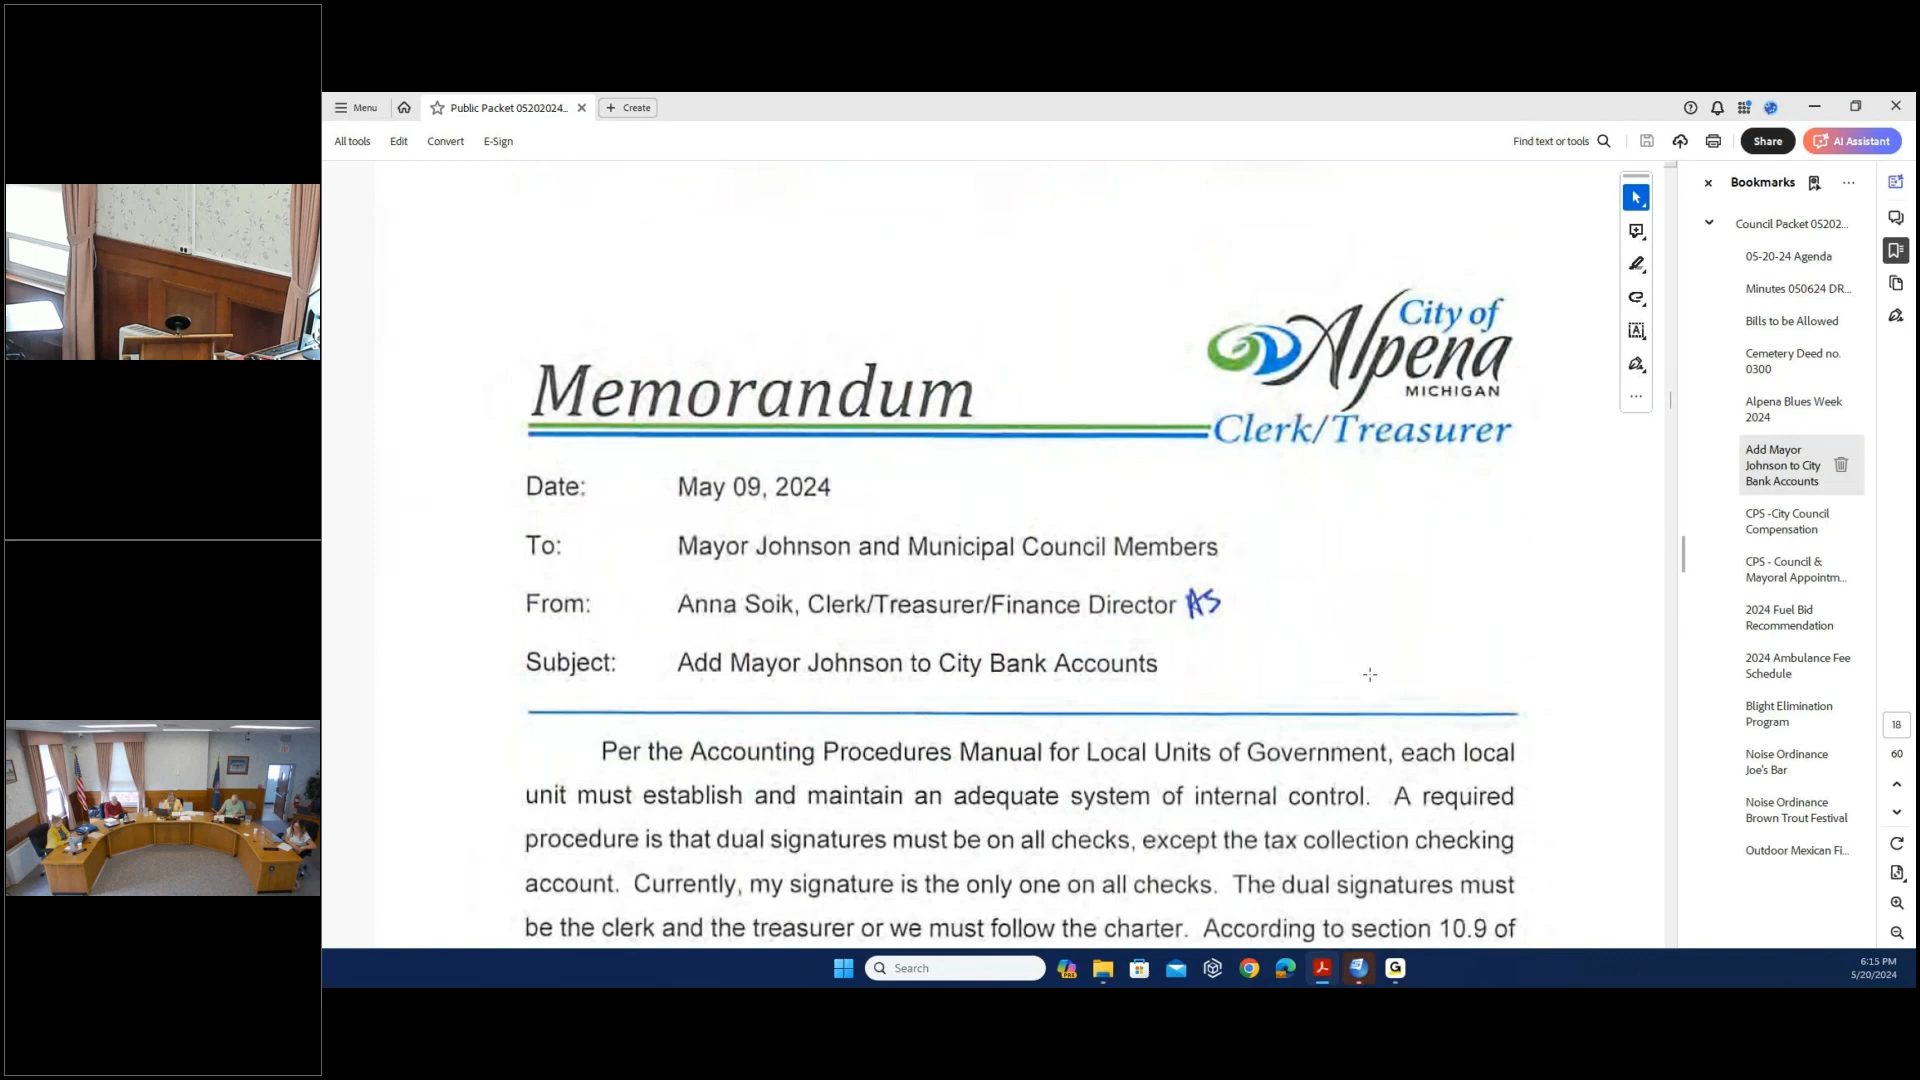 Menu
Public Packet 05202024...
Create
All tools
Edit
Convert
E-Sign
Find text or tools
Share
AI Assistant
Memorandum
City of
Alpena
MICHIGAN
Clerk/Treasurer
Date: May 09, 2024
To: Mayor Johnson and Municipal Council Members
From: Anna Soik, Clerk/Treasurer/Finance Director AS
Subject: Add Mayor Johnson to City Bank Accounts
Per the Accounting Procedures Manual for Local Units of Government, each local
unit must establish and maintain an adequate system of internal control. A required
procedure is that dual signatures must be on all checks, except the tax collection checking
account. Currently, my signature is the only one on all checks. The dual signatures must
be the clerk and the treasurer or we must follow the charter. According to section 10.9 of
Bookmarks
Council Packet 05202...
05-20-24 Agenda
Minutes 050624 DR...
Bills to be Allowed
Cemetery Deed no.
0300
Alpena Blues Week
2024
Add Mayor
Johnson to City
Bank Accounts
CPS -City Council
Compensation
CPS - Council &
Mayoral Appointm...
2024 Fuel Bid
Recommendation
2024 Ambulance Fee
Schedule
Blight Elimination
Program
Noise Ordinance
Joe's Bar
Noise Ordinance
Brown Trout Festival
Outdoor Mexican Fi...
18
60
Search
6:15 PM
5/20/2024